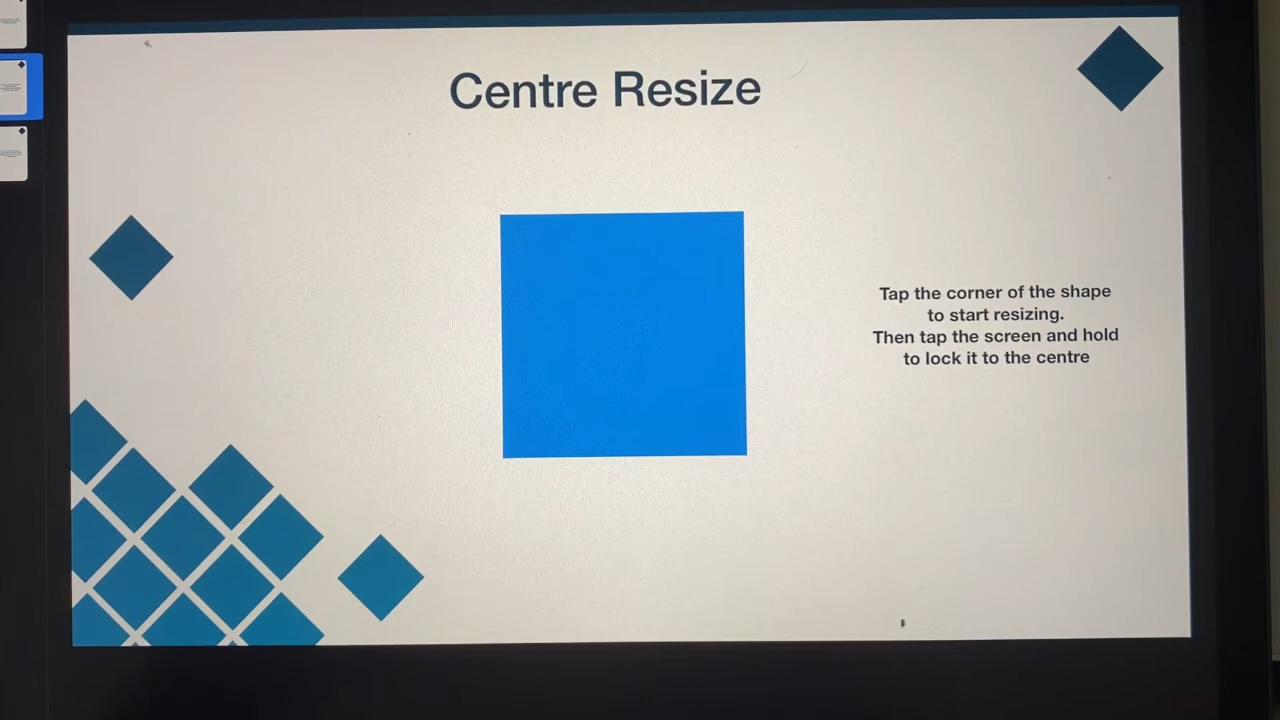 Centre Resize
Tap the corner of the shape
to start resizing.
Then tap the screen and hold
to lock it to the centre